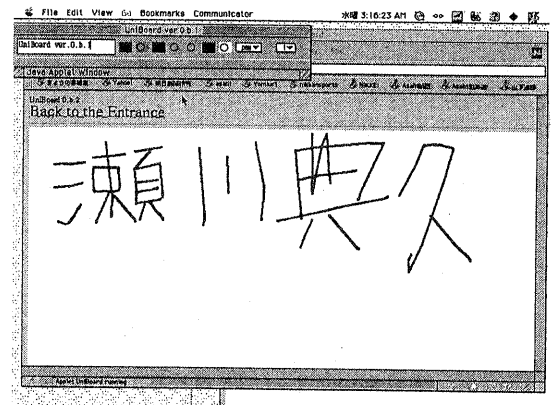 File Edit View Go Bookmarks Communicator 水曜 3:16:23 AM
UniBoard ver.0.b.1
UniBoard ver.0.b.1
Java Applet Window
Yahoo!
UniBoard 0.b.2
Back to the Entrance
瀬川典久
Applet UniBoard running